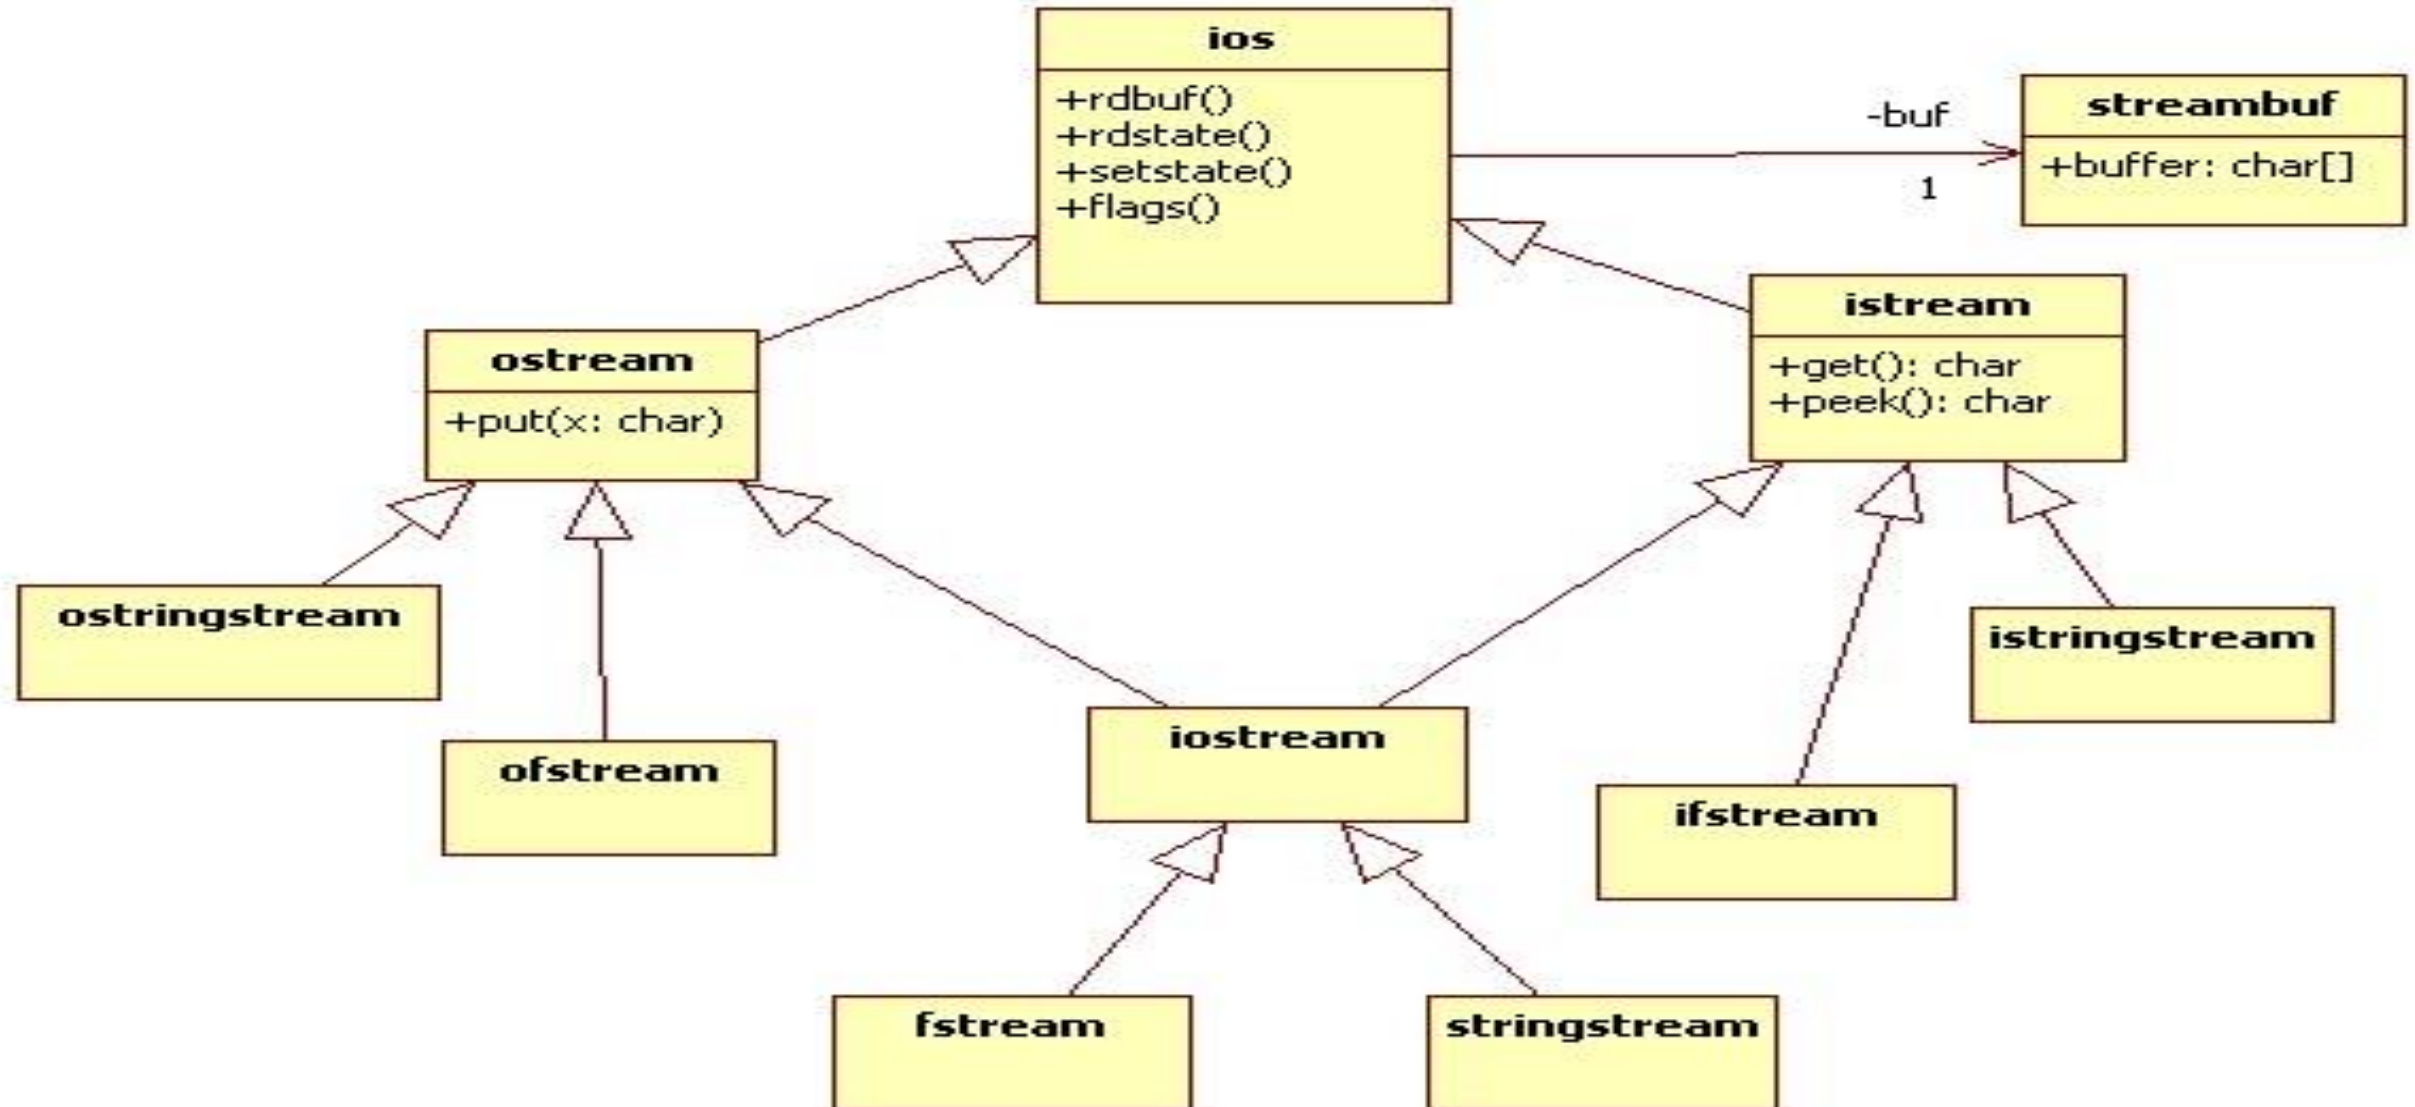 ios
+rdbuf()
+rdstate()
+setstate()
+flags()
-buf
1
streambuf
+buffer: char[]
istream
+get(): char
+peek(): char
ostream
+put(x: char)
ostringstream
ofstream
iostream
ifstream
istringstream
fstream
stringstream